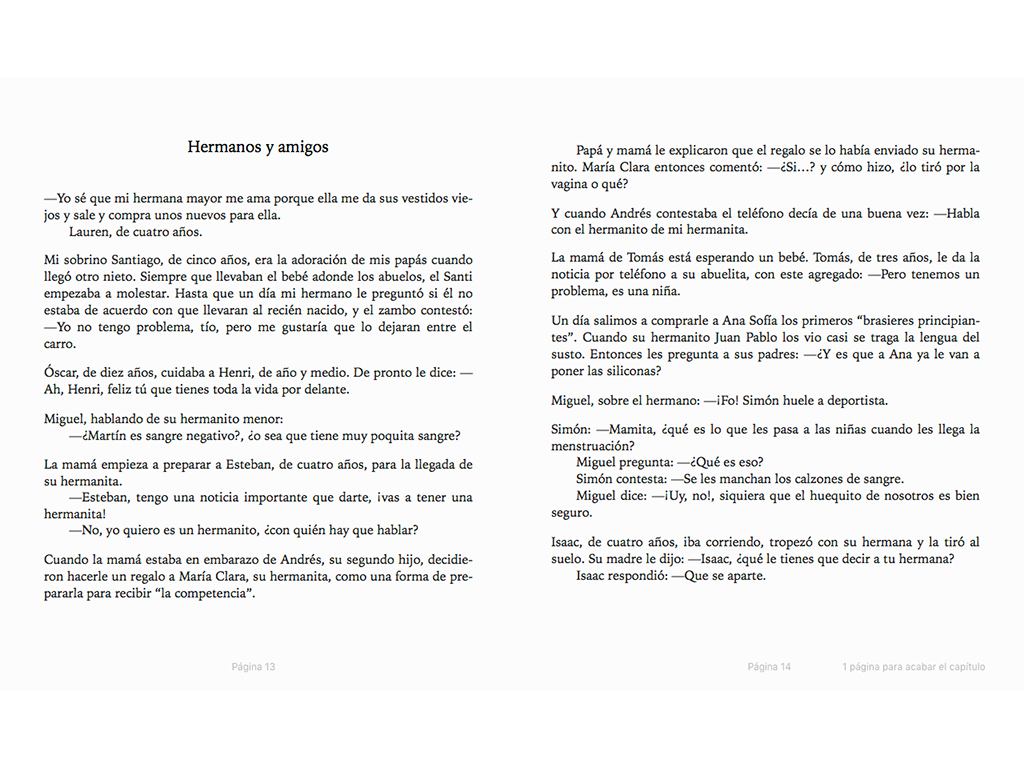 Hermanos y amigos
—Yo sé que mi hermana mayor me ama porque ella me da sus vestidos vie-
jos y sale y compra unos nuevos para ella.
Lauren, de cuatro años.
Mi sobrino Santiago, de cinco años, era la adoración de mis papás cuando
llegó otro nieto. Siempre que llevaban el bebé adonde los abuelos, el Santi
empezaba a molestar. Hasta que un día mi hermano le preguntó si él no
estaba de acuerdo con que llevaran al recién nacido, y el zambo contestó:
—Yo no tengo problema, tío, pero me gustaría que lo dejaran entre el
carro.
Óscar, de diez años, cuidaba a Henri, de año y medio. De pronto le dice: —
Ah, Henri, feliz tú que tienes toda la vida por delante.
Miguel, hablando de su hermanito menor:
—¿Martín es sangre negativo?, ¿o sea que tiene muy poquita sangre?
La mamá empieza a preparar a Esteban, de cuatro años, para la llegada de
su hermanita.
—Esteban, tengo una noticia importante que darte, ¡vas a tener una
hermanita!
—No, yo quiero es un hermanito, ¿con quién hay que hablar?
Cuando la mamá estaba en embarazo de Andrés, su segundo hijo, decidie-
ron hacerle un regalo a María Clara, su hermanita, como una forma de pre-
pararla para recibir “la competencia”.
Página 13
Papá y mamá le explicaron que el regalo se lo había enviado su herma-
nito. María Clara entonces comentó: —¿Si...? y cómo hizo, ¿lo tiró por la
vagina o qué?
Y cuando Andrés contestaba el teléfono decía de una buena vez: —Habla
con el hermanito de mi hermanita.
La mamá de Tomás está esperando un bebé. Tomás, de tres años, le da la
noticia por teléfono a su abuelita, con este agregado: —Pero tenemos un
problema, es una niña.
Un día salimos a comprarle a Ana Sofía los primeros “brasieres principian-
tes”. Cuando su hermanito Juan Pablo los vio casi se traga la lengua del
susto. Entonces les pregunta a sus padres: —¿Y es que a Ana ya le van a
poner las siliconas?
Miguel, sobre el hermano: —¡Fo! Simón huele a deportista.
Simón: —Mamita, ¿qué es lo que les pasa a las niñas cuando les llega la
menstruación?
Miguel pregunta: —¿Qué es eso?
Simón contesta: —Se les manchan los calzones de sangre.
Miguel dice: —¡Uy, no!, siquiera que el huequito de nosotros es bien
seguro.
Isaac, de cuatro años, iba corriendo, tropezó con su hermana y la tiró al
suelo. Su madre le dijo: —Isaac, ¿qué le tienes que decir a tu hermana?
Isaac respondió: —Que se aparte.
Página 14
1 página para acabar el capítulo